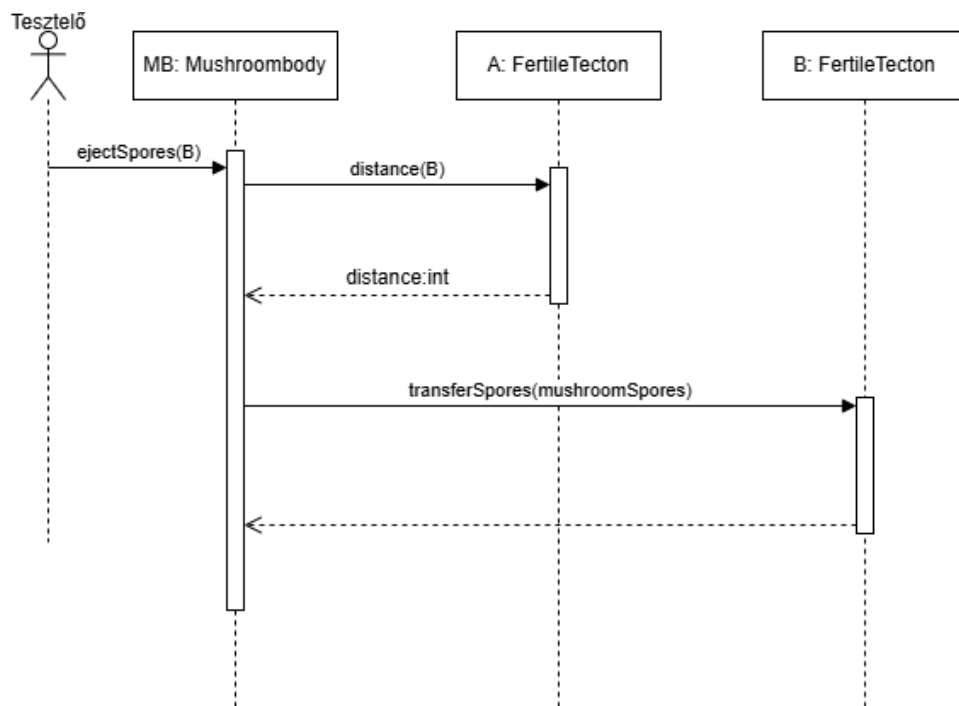 Tesztelő
MB: Mushroombody
A: FertileTecton
B: FertileTecton
ejectSpores(B)
distance(B)
distance:int
transferSpores(mushroomSpores)